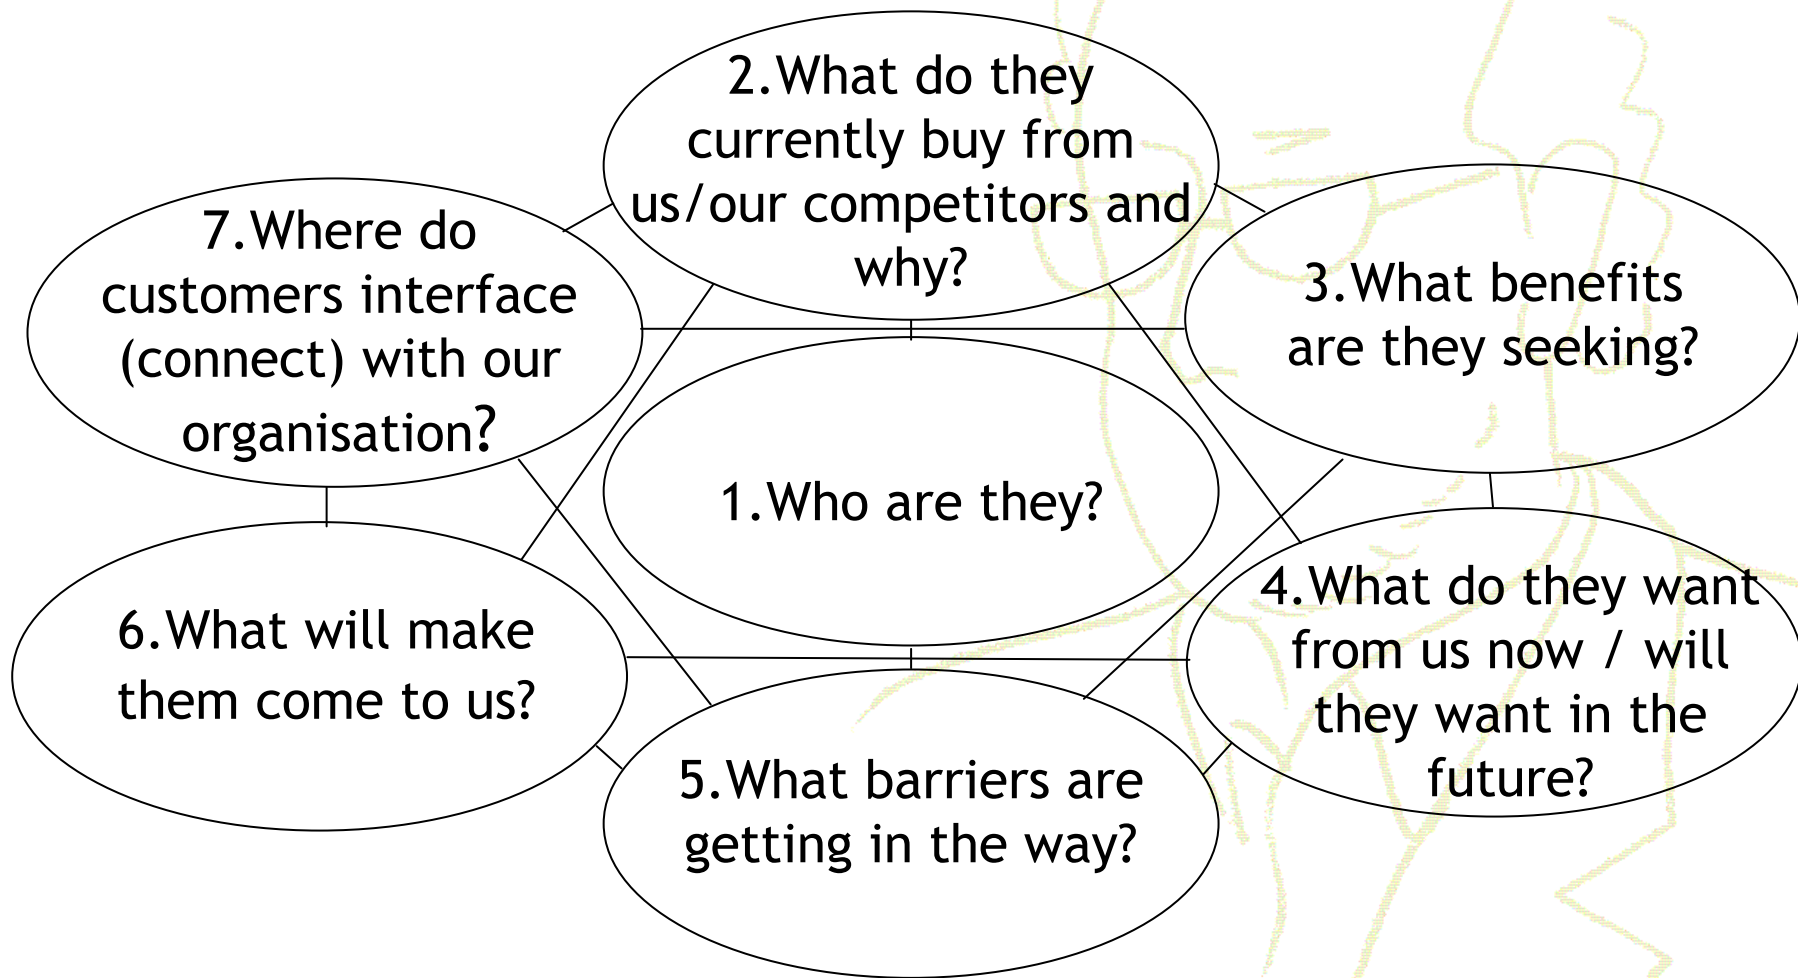 2.What do they
currently buy from
us/our competitors and
why?
7.Where do
customers interface
(connect) with our
organisation?
3.What benefits
are they seeking?
1.Who are they?
6.What will make
them come to us?
4.What do they want
from us now / will
they want in the
future?
5.What barriers are
getting in the way?